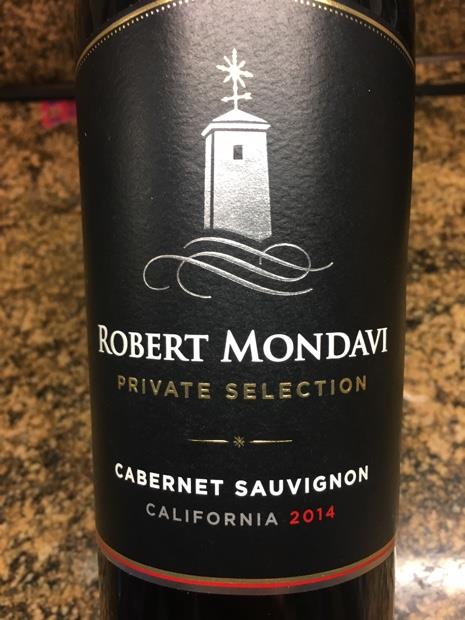 ROBERT MONDAVI
PRIVATE SELECTION
CABERNET SAUVIGNON
CALIFORNIA 2014